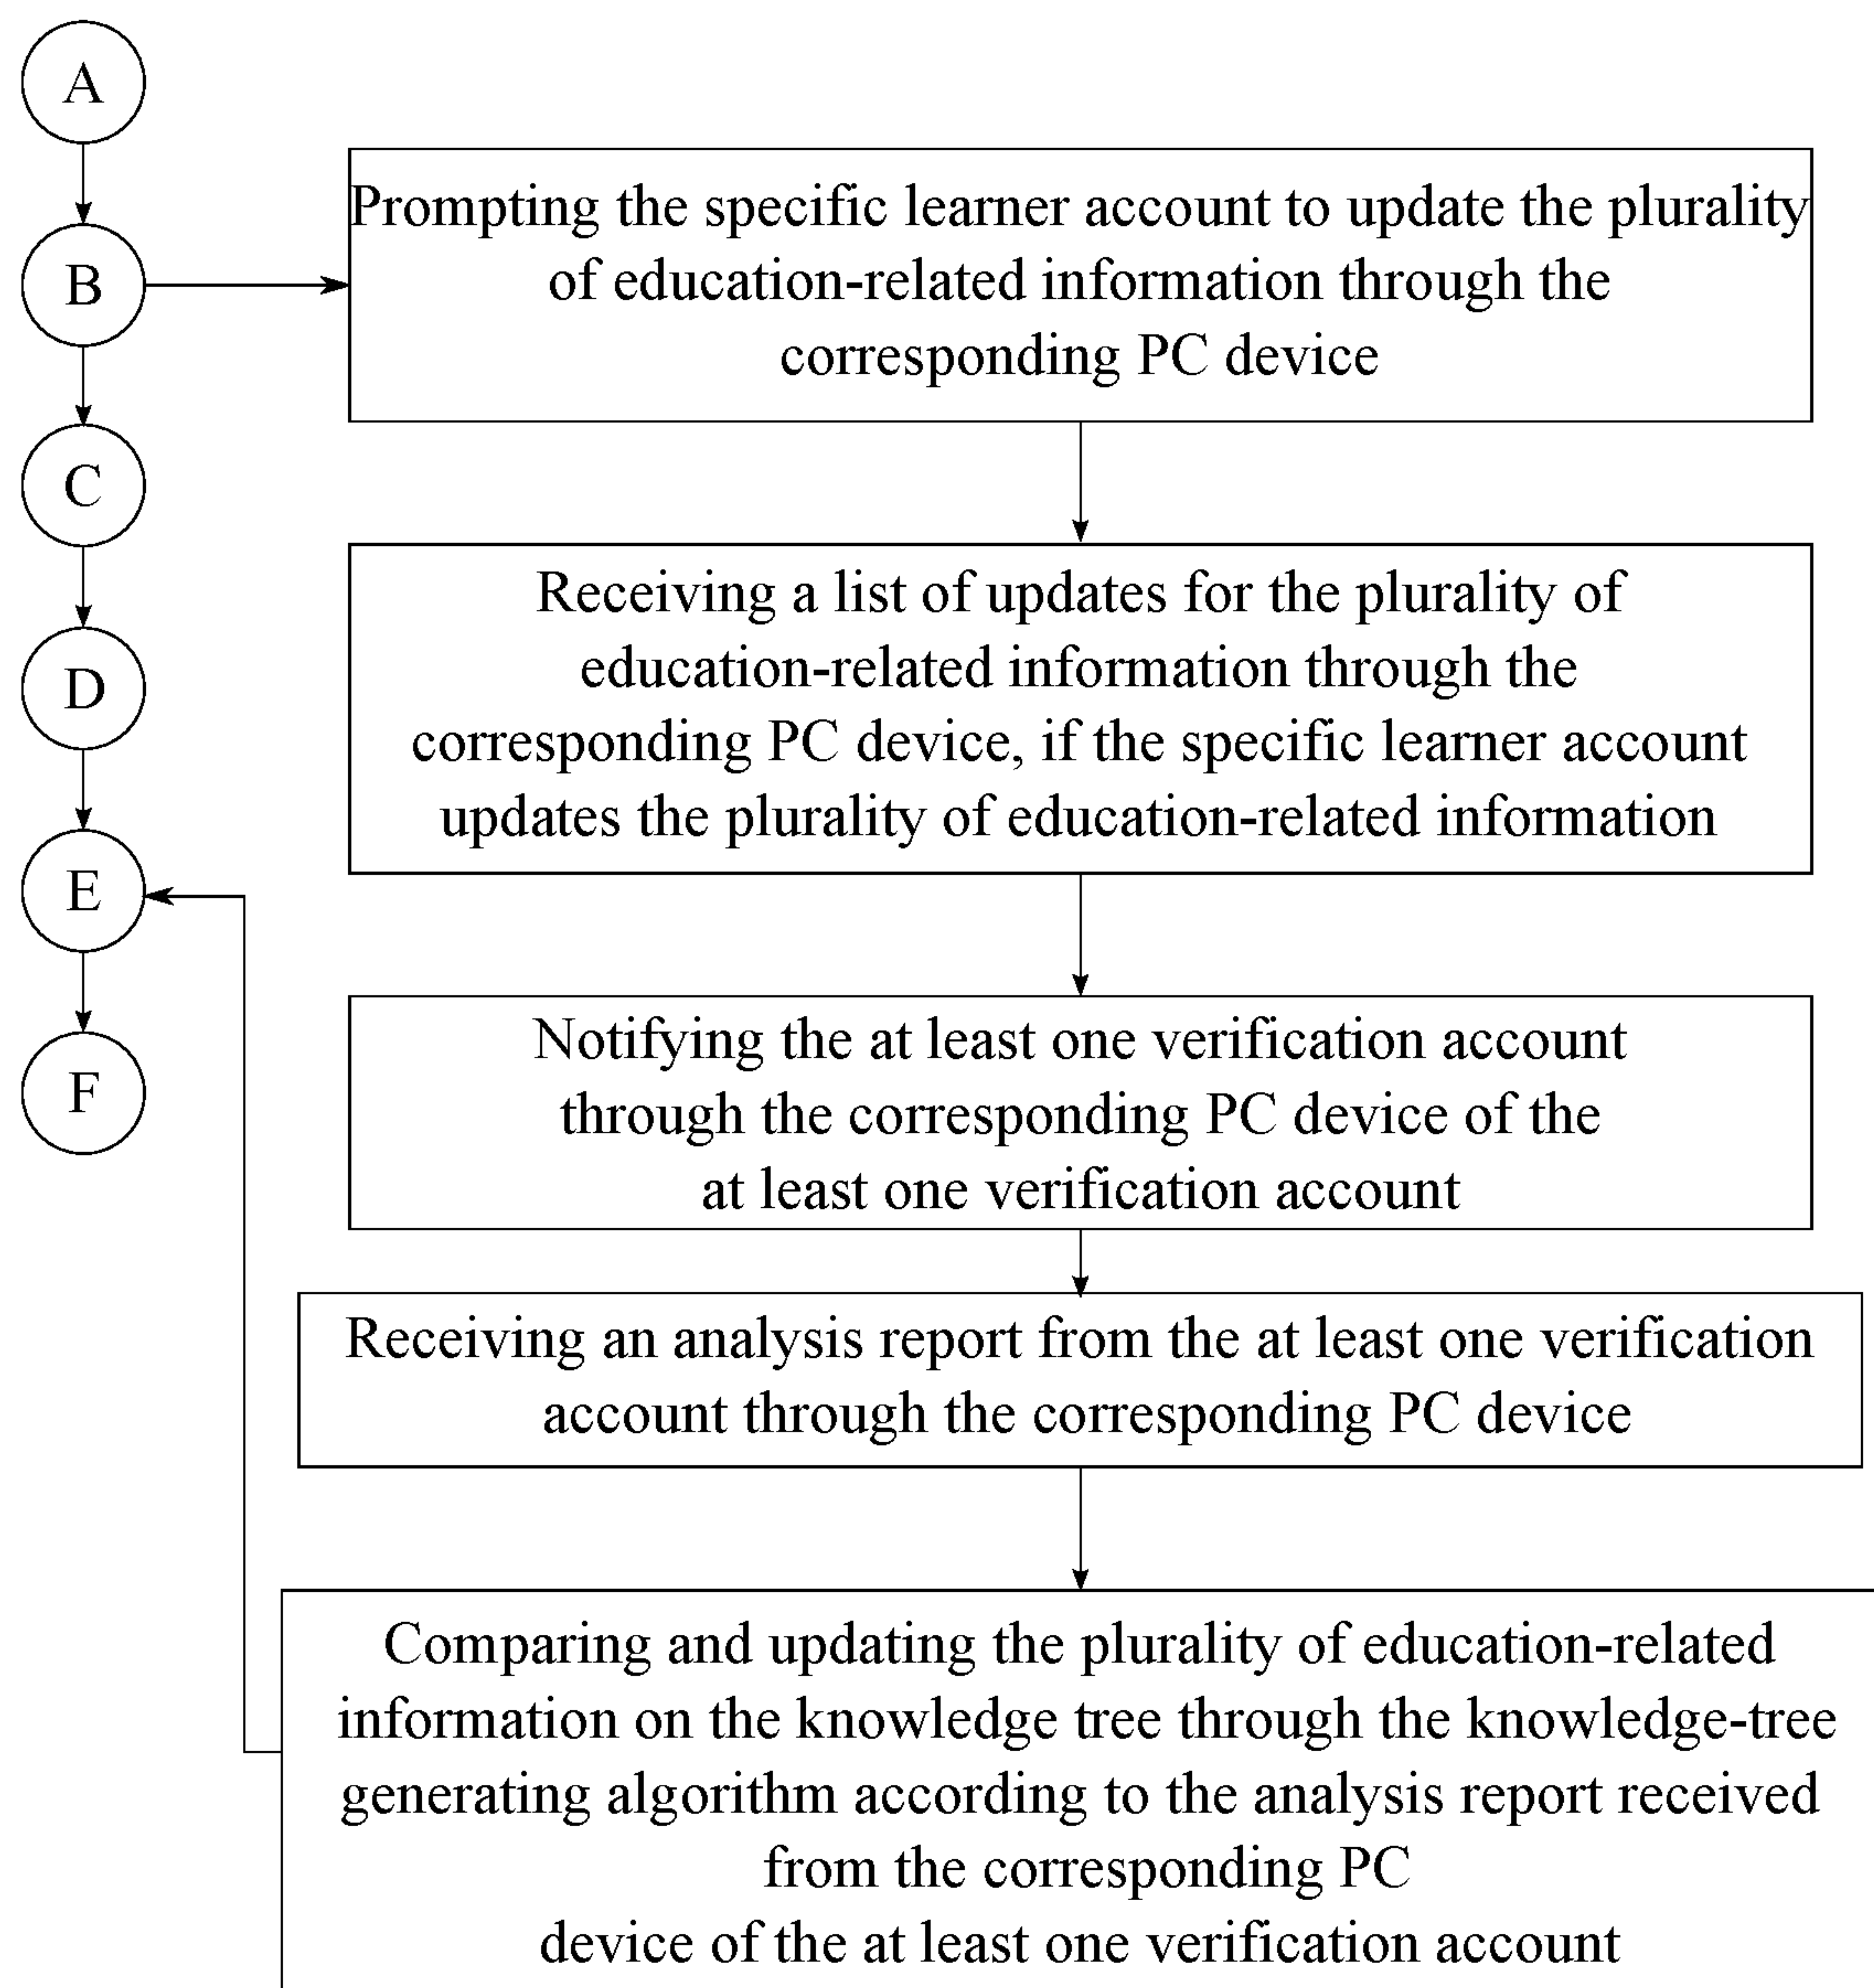 A
B
C
D
E
F
Prompting the specific learner account to update the plurality
of education-related information through the
corresponding PC device
Receiving a list of updates for the plurality of
education-related information through the
corresponding PC device, if the specific learner account
updates the plurality of education-related information
Notifying the at least one verification account
through the corresponding PC device of the
at least one verification account
Receiving an analysis report from the at least one verification
account through the corresponding PC device
Comparing and updating the plurality of education-related
information on the knowledge tree through the knowledge-tree
generating algorithm according to the analysis report received
from the corresponding PC
device of the at least one verification account